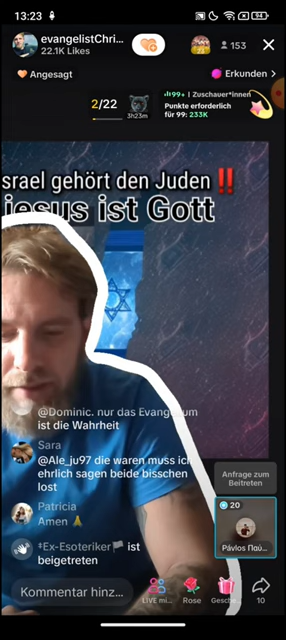 13:23
94
evangelistChri...
22.1K Likes
153
Angesagt
Erkunden >
2/22
3h23m
99+ | Zuschauer*innen
Punkte erforderlich
für 99: 233K
srael gehört den Juden ‼️
jesus ist Gott
@Dominic. nur das Evangelium
ist die Wahrheit
Sara
@Ale_ju97 die waren muss ich
ehrlich sagen beide bisschen
lost
Patricia
Amen 🙏
‡Ex-Esoteriker🏳 ist
beigetreten
Anfrage zum
Beitreten
20
Pávlos Παύ...
Kommentar hinz...
LIVE mi...
Rose
Gesche...
10